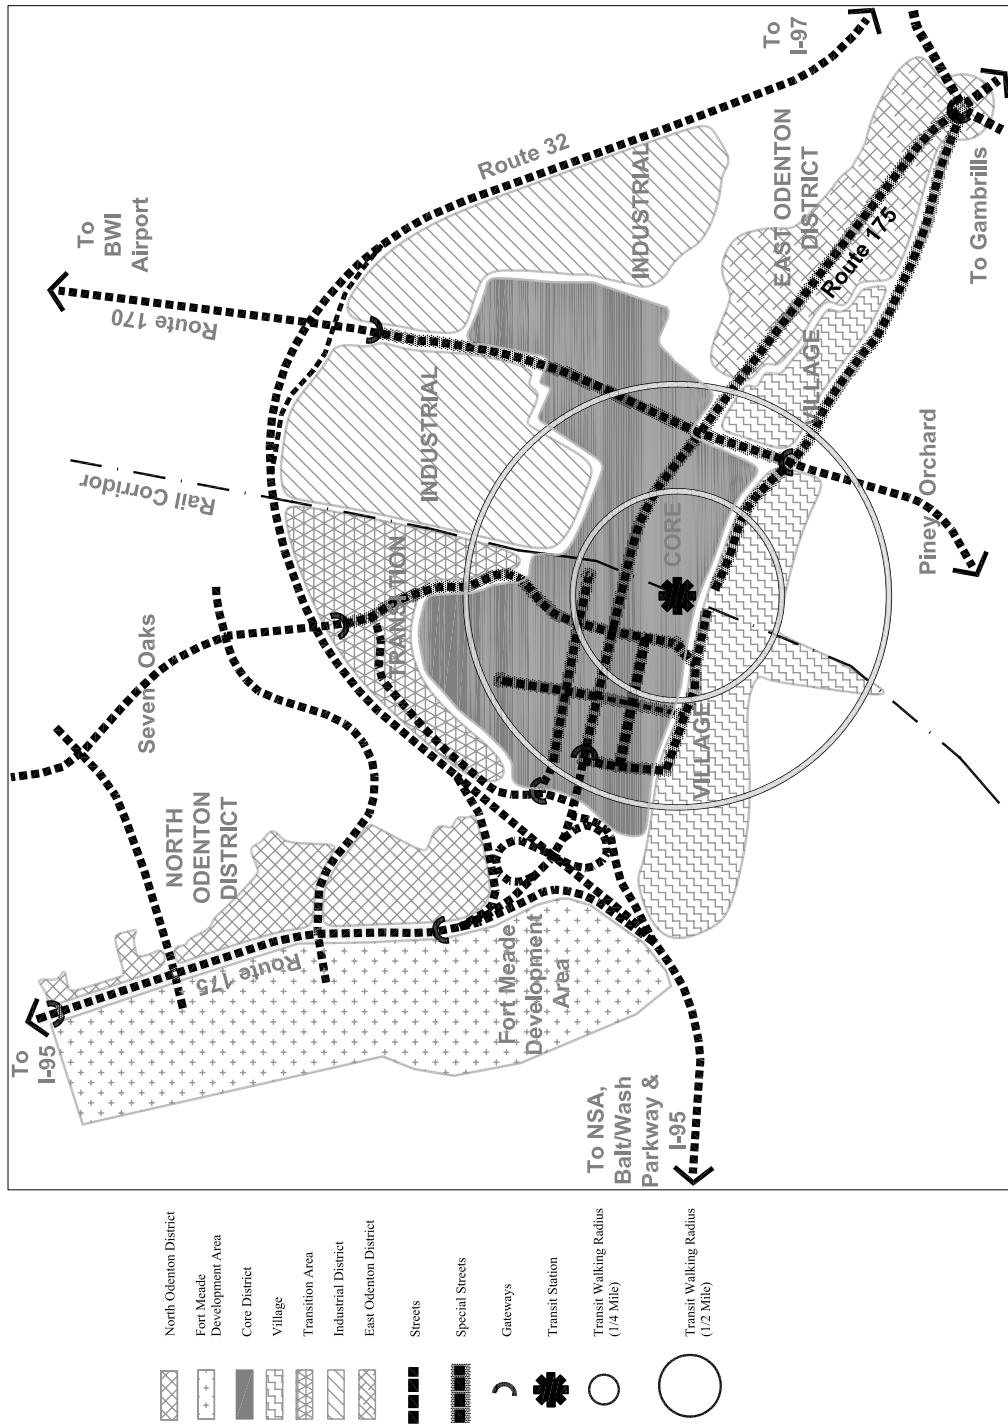 To
I-95
Route 175
NORTH
ODENTON
DISTRICT
Seven Oaks
Rail Corridor
Route 170
To
BWI
Airport
Route 32
To
I-97
INDUSTRIAL
INDUSTRIAL
TRANSITION
CORE
VILLAGE
VILLAGE
EAST ODENTON
DISTRICT
Route 175
To Gambrills
Piney Orchard
Fort Meade
Development
Area
To NSA,
Balt/Wash
Parkway &
I-95
North Odenton District
Fort Meade
Development Area
Core District
Village
Transition Area
Industrial District
East Odenton District
Streets
Special Streets
Gateways
Transit Station
Transit Walking Radius
(1/4 Mile)
Transit Walking Radius
(1/2 Mile)